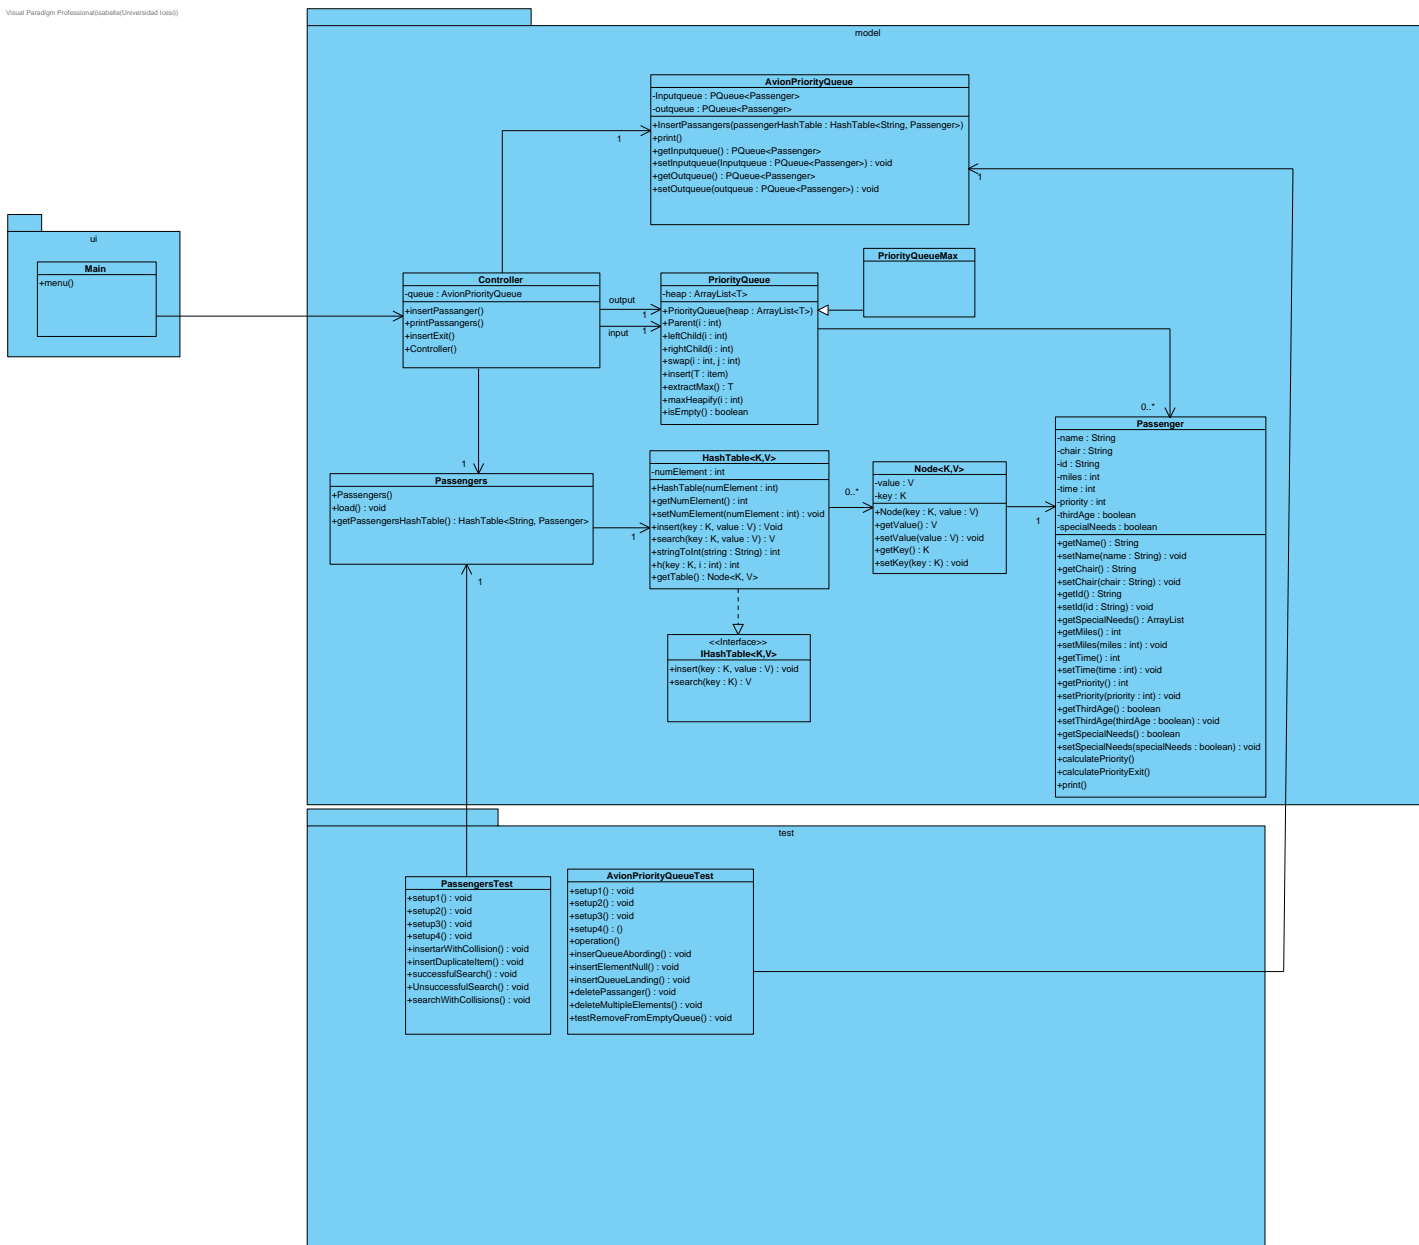 Visual Paradigm Professional(isabella(Universidad Icesi))
model
AvionPriorityQueue
-Inputqueue : PQueue<Passenger>
-outqueue : PQueue<Passenger>
+InsertPassangers(passengerHashTable : HashTable<String, Passenger>)
+print()
+getInputqueue() : PQueue<Passenger>
+setInputqueue(Inputqueue : PQueue<Passenger>) : void
+getOutqueue() : PQueue<Passenger>
+setOutqueue(outqueue : PQueue<Passenger>) : void
1
1
ui
Main
+menu()
Controller
-queue : AvionPriorityQueue
+insertPassanger()
+printPassangers()
+insertExit()
+Controller()
output
1
input
1
PriorityQueue
-heap : ArrayList<T>
+PriorityQueue(heap : ArrayList<T>)
+Parent(i : int)
+leftChild(i : int)
+rightChild(i : int)
+swap(i : int, j : int)
+insert(T : item)
+extractMax() : T
+maxHeapify(i : int)
+isEmpty() : boolean
PriorityQueueMax
0..*
1
Passengers
+Passengers()
+load() : void
+getPassengersHashTable() : HashTable<String, Passenger>
1
1
HashTable<K,V>
-numElement : int
+HashTable(numElement : int)
+getNumElement() : int
+setNumElement(numElement : int) : void
+insert(key : K, value : V) : Void
+search(key : K, value : V) : V
+stringToInt(string : String) : int
+h(key : K, i : int) : int
+getTable() : Node<K, V>
0..*
Node<K,V>
-value : V
-key : K
+Node(key : K, value : V)
+getValue() : V
+setValue(value : V) : void
+getKey() : K
+setKey(key : K) : void
1
Passenger
-name : String
-chair : String
-id : String
-miles : int
-time : int
-priority : int
-thirdAge : boolean
-specialNeeds : boolean
+getName() : String
+setName(name : String) : void
+getChair() : String
+setChair(chair : String) : void
+getId() : String
+setId(id : String) : void
+getSpecialNeeds() : ArrayList
+getMiles() : int
+setMiles(miles : int) : void
+getTime() : int
+setTime(time : int) : void
+getPriority() : int
+setPriority(priority : int) : void
+getThirdAge() : boolean
+setThirdAge(thirdAge : boolean) : void
+getSpecialNeeds() : boolean
+setSpecialNeeds(specialNeeds : boolean) : void
+calculatePriority()
+calculatePriorityExit()
+print()
<<Interface>>
IHashTable<K,V>
+insert(key : K, value : V) : void
+search(key : K) : V
test
PassengersTest
+setup1() : void
+setup2() : void
+setup3() : void
+setup4() : void
+insertarWithCollision() : void
+insertDuplicateItem() : void
+successfulSearch() : void
+UnsuccessfulSearch() : void
+searchWithCollisions() : void
AvionPriorityQueueTest
+setup1() : void
+setup2() : void
+setup3() : void
+setup4() : ()
+operation()
+inserQueueAbording() : void
+insertElementNull() : void
+insertQueueLanding() : void
+deletePassanger() : void
+deleteMultipleElements() : void
+testRemoveFromEmptyQueue() : void